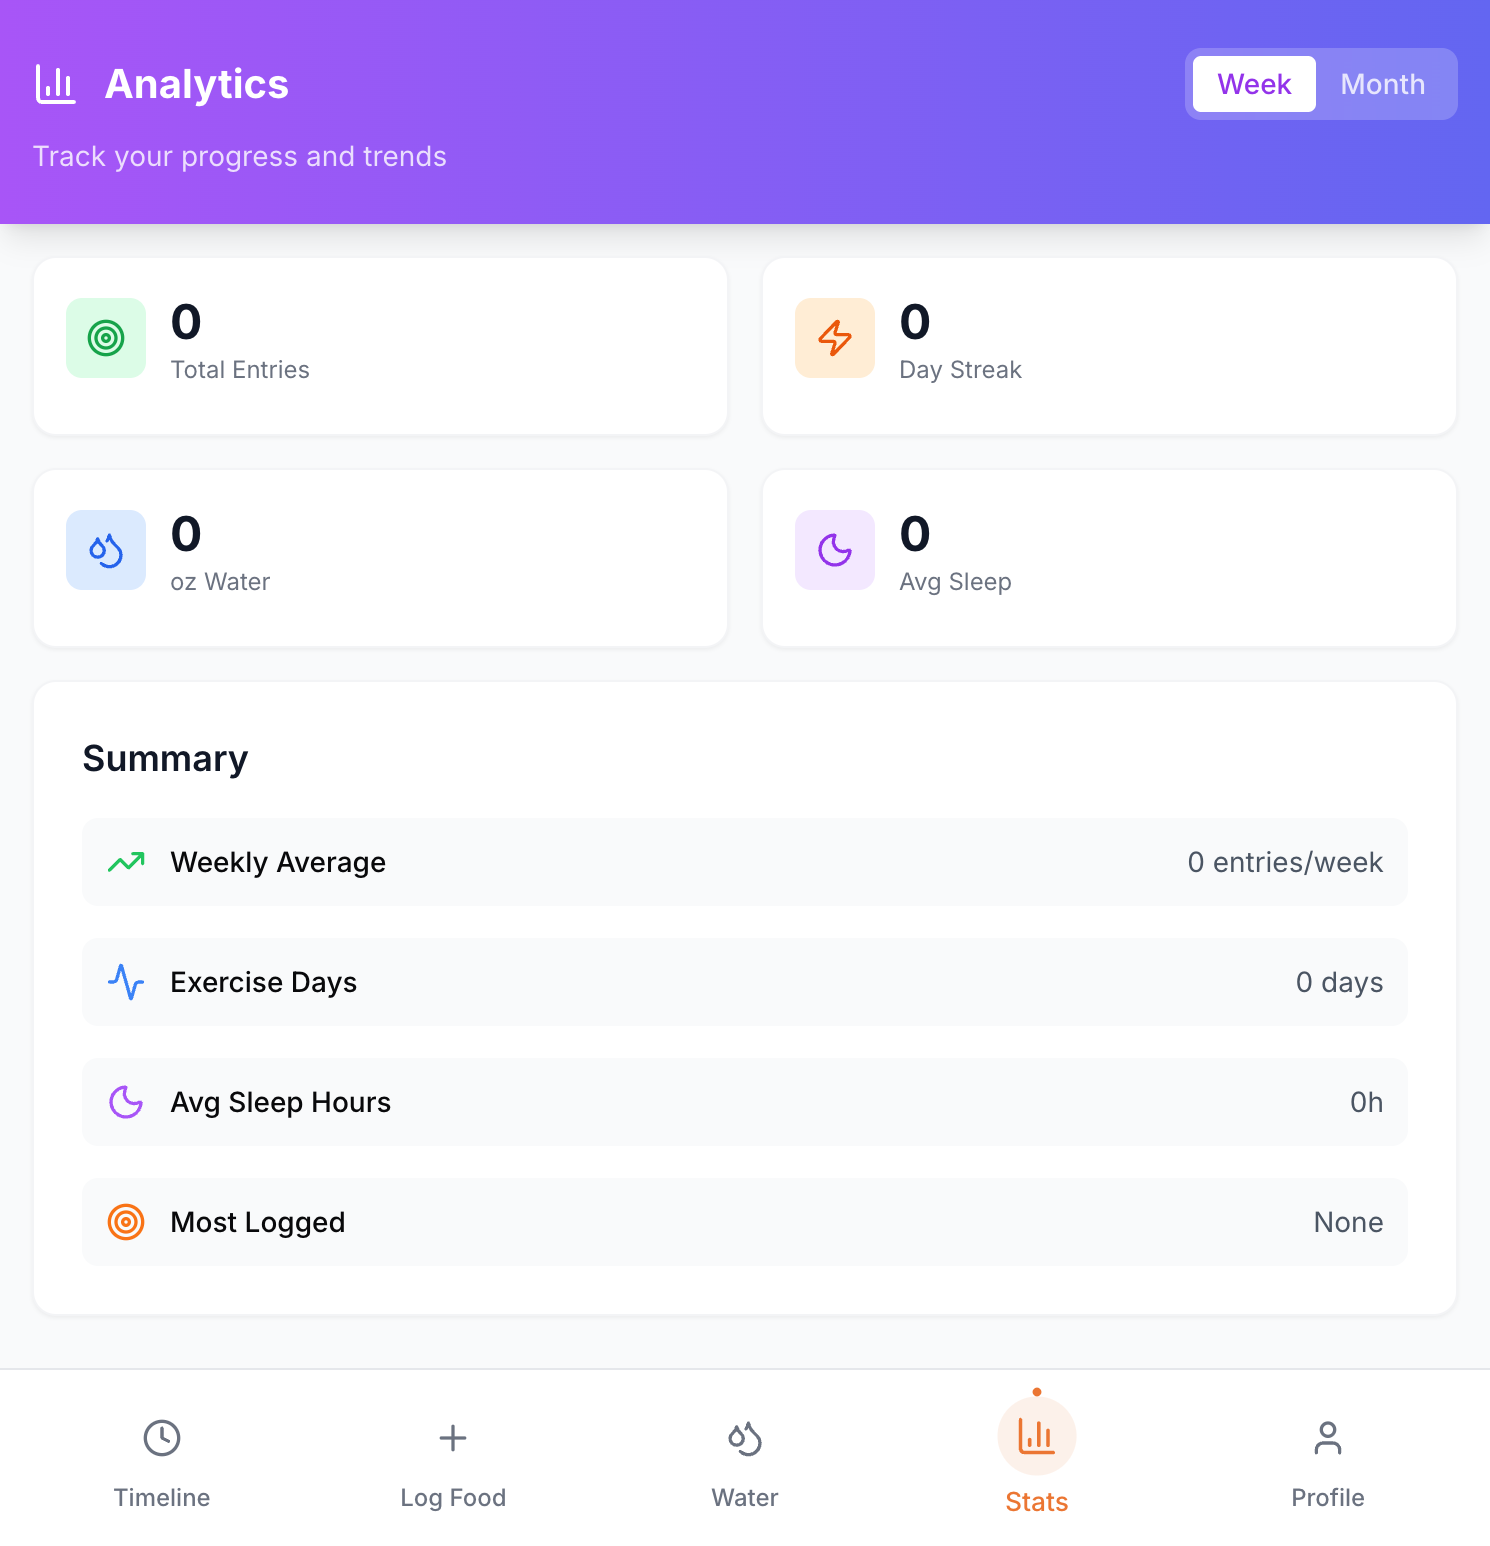 Analytics
Week
Month
Track your progress and trends
0
Total Entries
0
Day Streak
0
oz Water
0
Avg Sleep
Summary
Weekly Average
0 entries/week
Exercise Days
0 days
Avg Sleep Hours
0h
Most Logged
None
Timeline
Log Food
Water
Stats
Profile